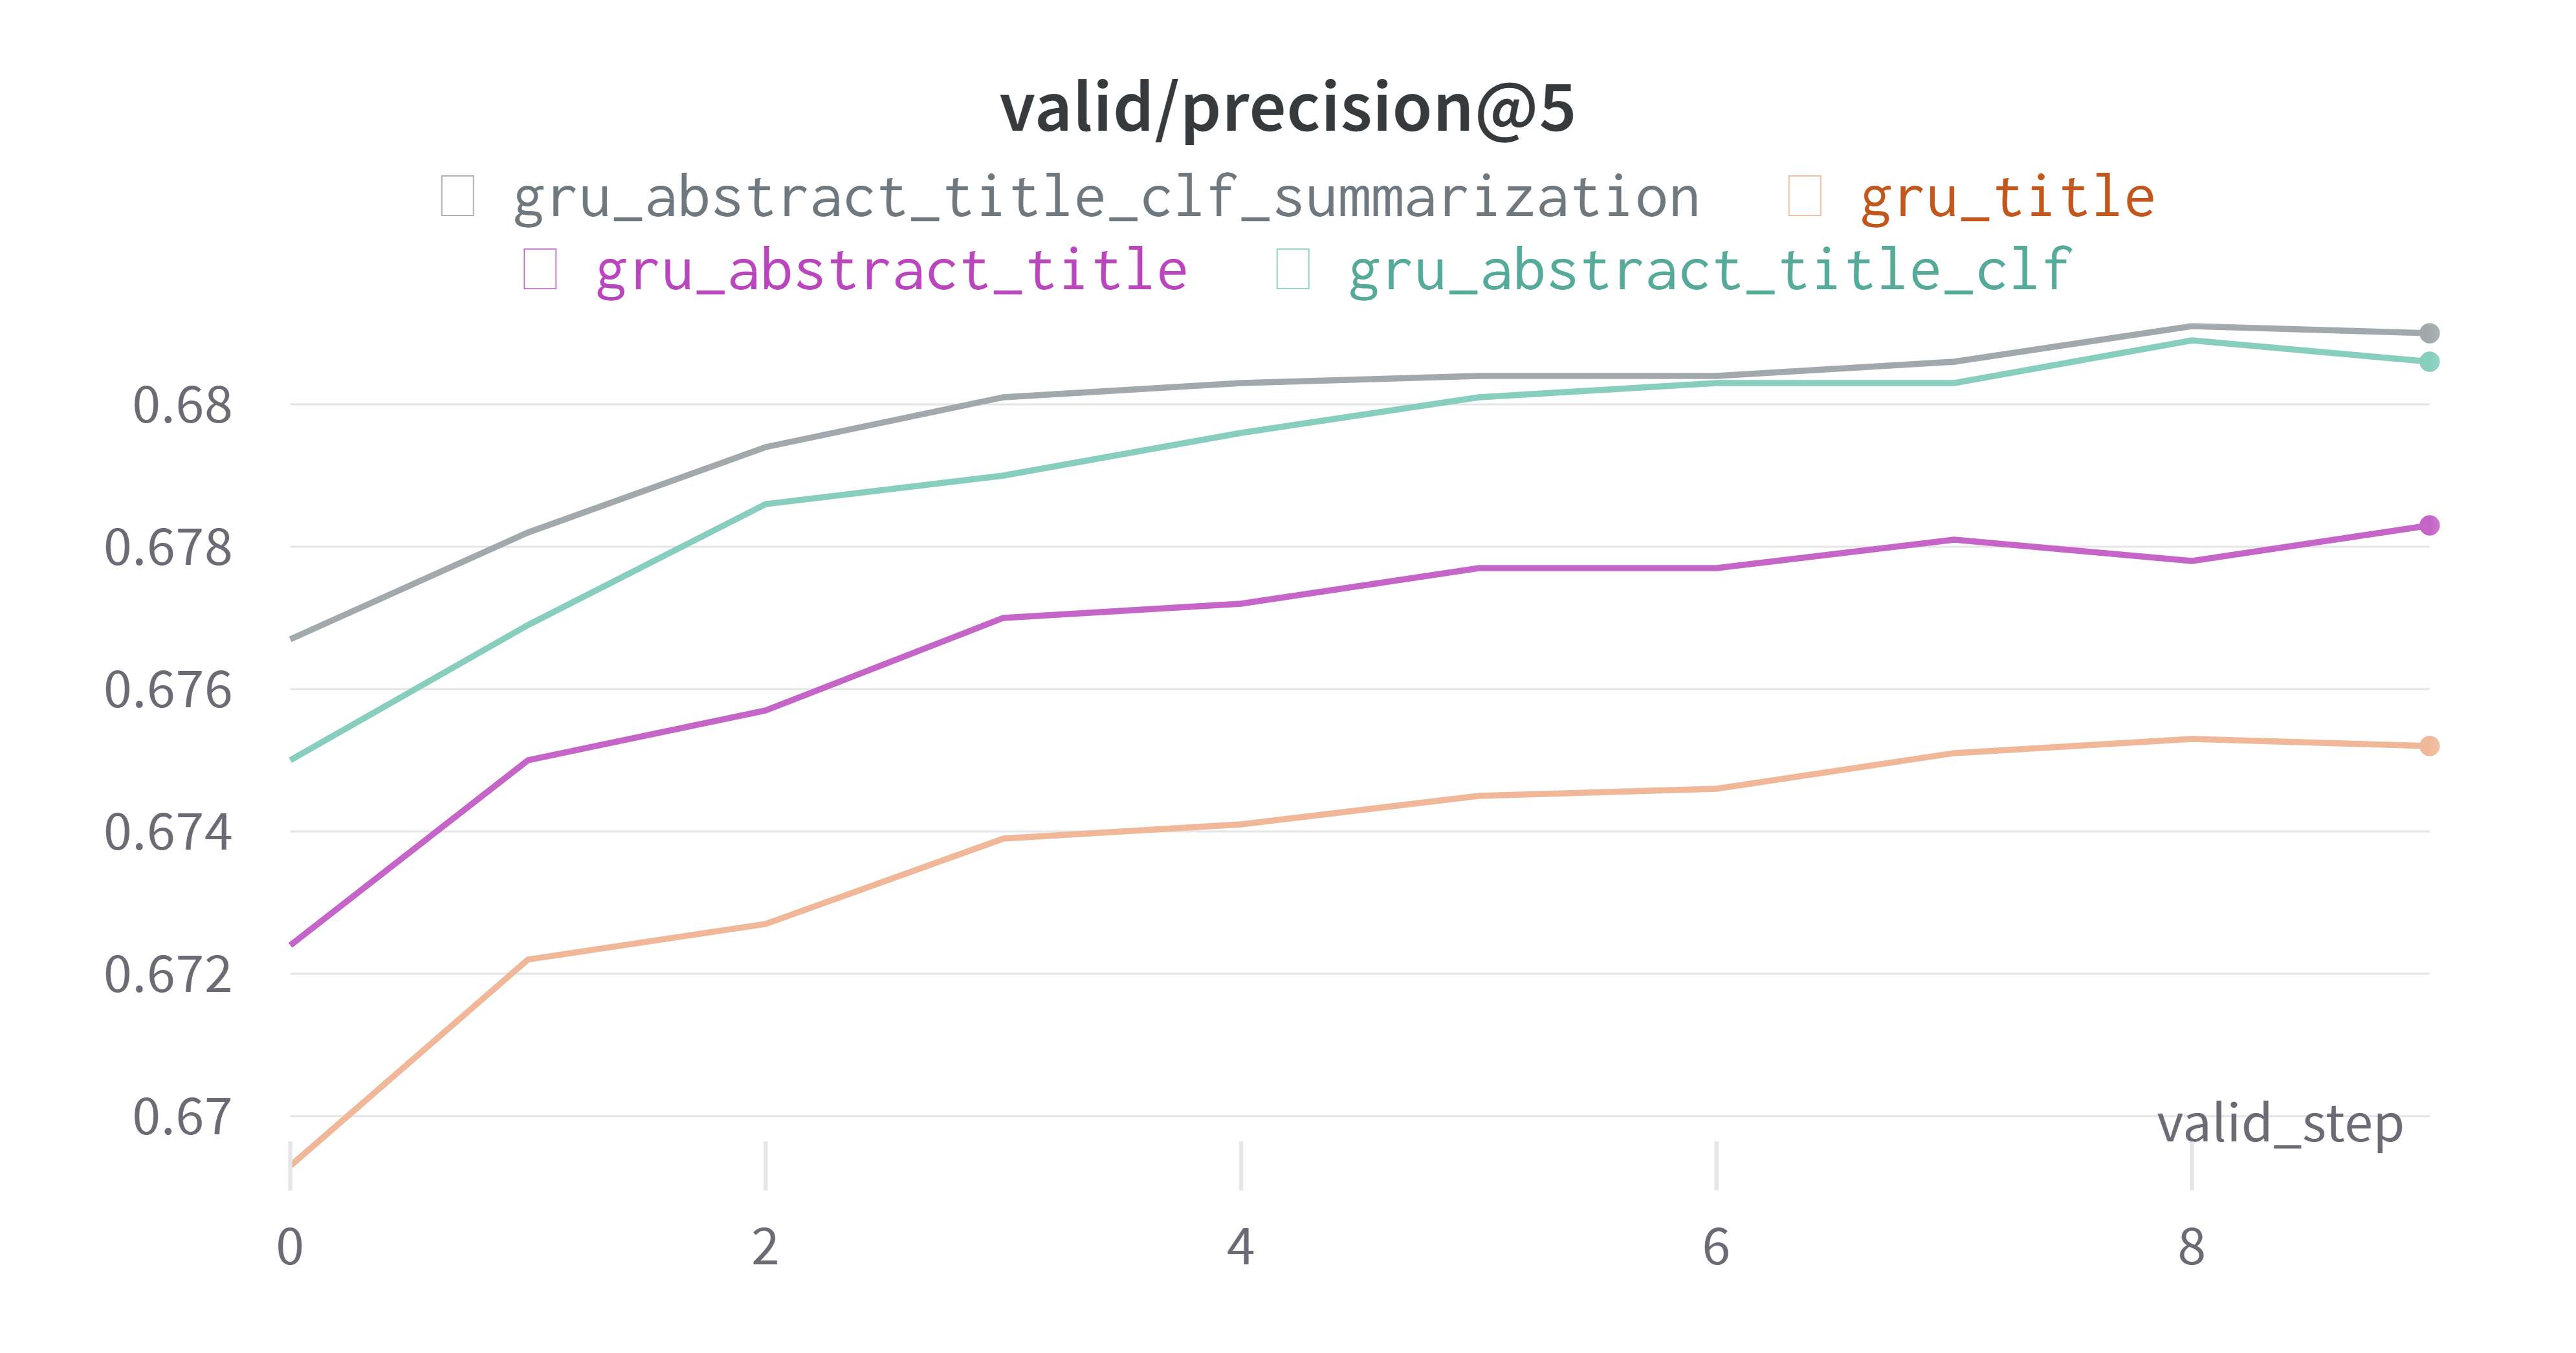 valid/precision@5
gru_abstract_title_clf_summarization gru_title
gru_abstract_title gru_abstract_title_clf
0.68
0.678
0.676
0.674
0.672
0.67
valid_step
0 2 4 6 8